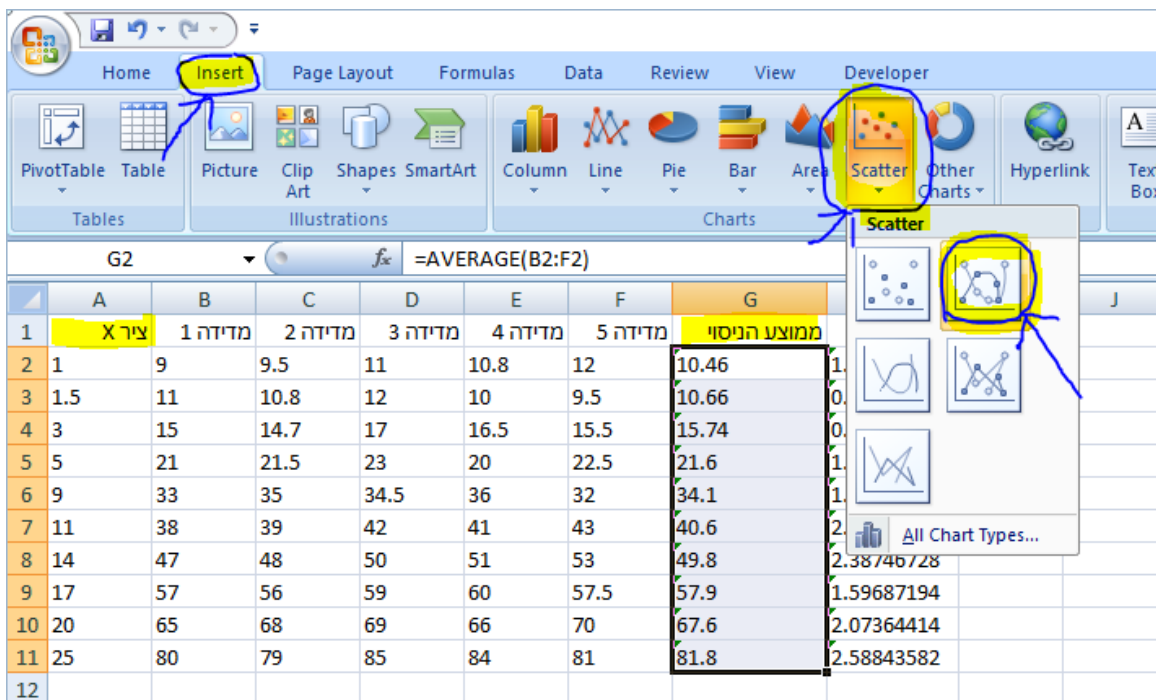 Home Insert Page Layout Formulas Data Review View Developer
PivotTable Table Picture Clip Art Shapes SmartArt Column Line Pie Bar Area Scatter Other Charts Hyperlink
Tables Illustrations Charts
Scatter
G2 fx =AVERAGE(B2:F2)
A B C D E F G J
1 ציר X מדידה 1 מדידה 2 מדידה 3 מדידה 4 מדידה 5 ממוצע הניסוי
2 1 9 9.5 11 10.8 12 10.46
3 1.5 11 10.8 12 10 9.5 10.66
4 3 15 14.7 17 16.5 15.5 15.74
5 5 21 21.5 23 20 22.5 21.6
6 9 33 35 34.5 36 32 34.1
7 11 38 39 42 41 43 40.6
All Chart Types...
8 14 47 48 50 51 53 49.8 2.38746728
9 17 57 56 59 60 57.5 57.9 1.59687194
10 20 65 68 69 66 70 67.6 2.07364414
11 25 80 79 85 84 81 81.8 2.58843582
12